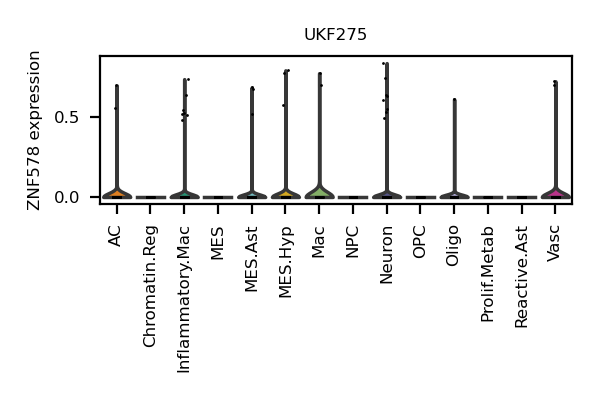 UKF275
ZNF578 expression
0.5
0.0
AC
Chromatin.Reg
Inflammatory.Mac
MES
MES.Ast
MES.Hyp
Mac
NPC
Neuron
OPC
Oligo
Prolif.Metab
Reactive.Ast
Vasc